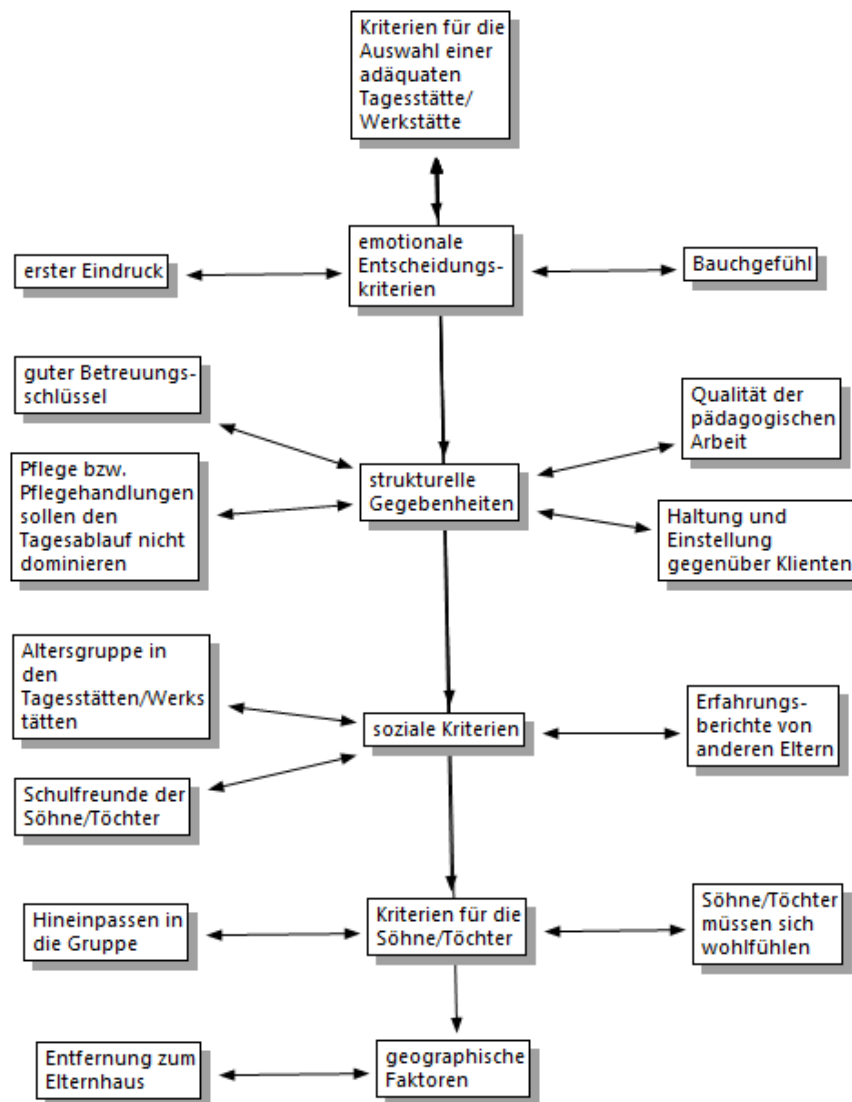 Kriterien für die
Auswahl einer
adäquaten
Tagesstätte/
Werkstätte
erster Eindruck
emotionale
Entscheidungs-
kriterien
Bauchgefühl
guter Betreuungs-
schlüssel
Pflege bzw.
Pflegehandlungen
sollen den
Tagesablauf nicht
dominieren
strukturelle
Gegebenheiten
Qualität der
pädagogischen
Arbeit
Haltung und
Einstellung
gegenüber Klienten
Altersgruppe in
den
Tagesstätten/Werks
tätten
Schulfreunde der
Söhne/Töchter
soziale Kriterien
Erfahrungs-
berichte von
anderen Eltern
Hineinpassen in
die Gruppe
Kriterien für die
Söhne/Töchter
Söhne/Töchter
müssen sich
wohlfühlen
Entfernung zum
Elternhaus
geographische
Faktoren